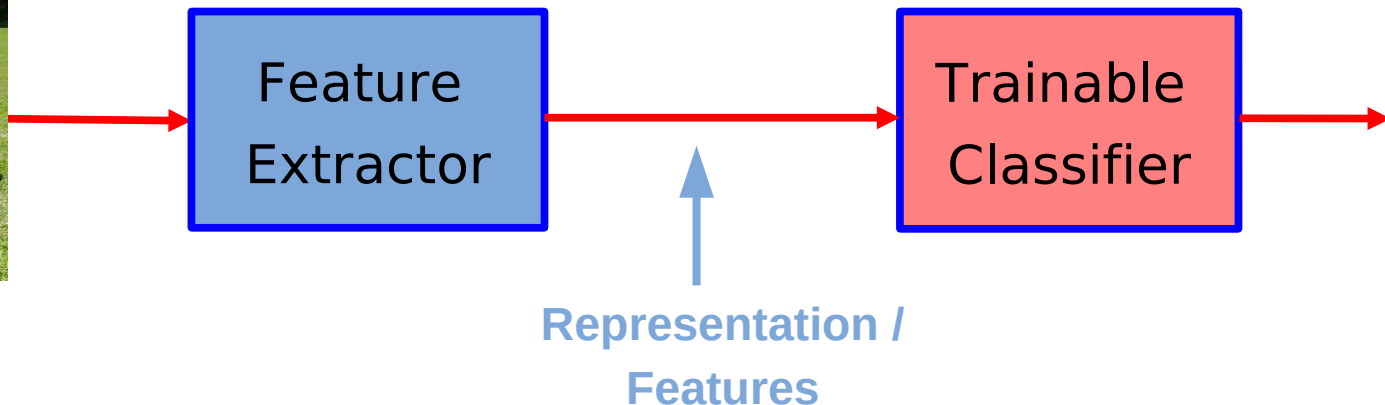 Feature
Extractor
Trainable
Classifier
Representation /
Features